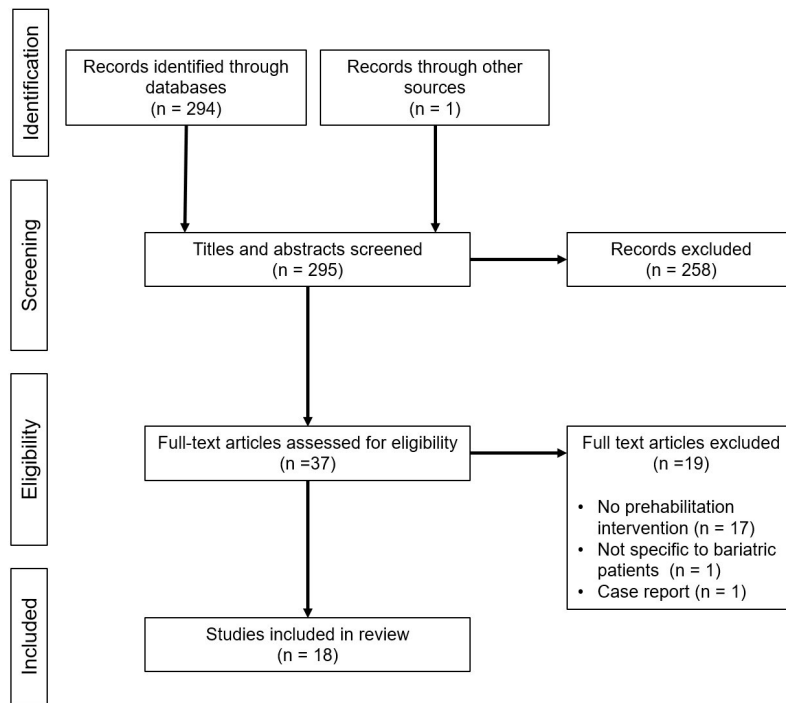 Identification
Records identified through
databases
(n = 294)
Records through other
sources
(n = 1)
Screening
Titles and abstracts screened
(n = 295)
Records excluded
(n = 258)
Eligibility
Full-text articles assessed for eligibility
(n =37)
Full text articles excluded
(n =19)
• No prehabilitation
intervention (n = 17)
• Not specific to bariatric
patients (n = 1)
• Case report (n = 1)
Included
Studies included in review
(n = 18)